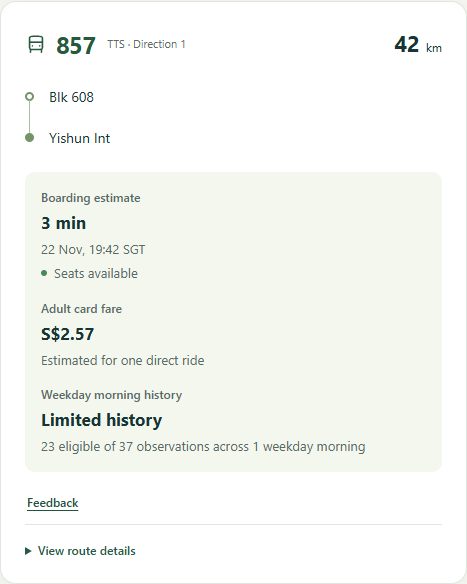 857 TTS · Direction 1 42 km
Blk 608
Yishun Int
Boarding estimate
3 min
22 Nov, 19:42 SGT
Seats available
Adult card fare
S$2.57
Estimated for one direct ride
Weekday morning history
Limited history
23 eligible of 37 observations across 1 weekday morning
Feedback
View route details